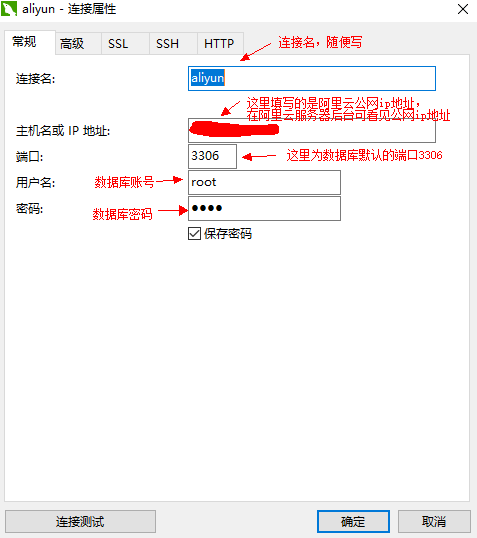 aliyun - 连接属性
常规 高级 SSL SSH HTTP
连接名，随便写
连接名: aliyun
这里填写的是阿里云公网ip地址，
在阿里云服务器后台可看见公网ip地址
主机名或 IP 地址:
端口: 3306 这里为数据库默认的端口3306
用户名: 数据库账号 root
密码: 数据库密码 ●●●●
保存密码
连接测试 确定 取消